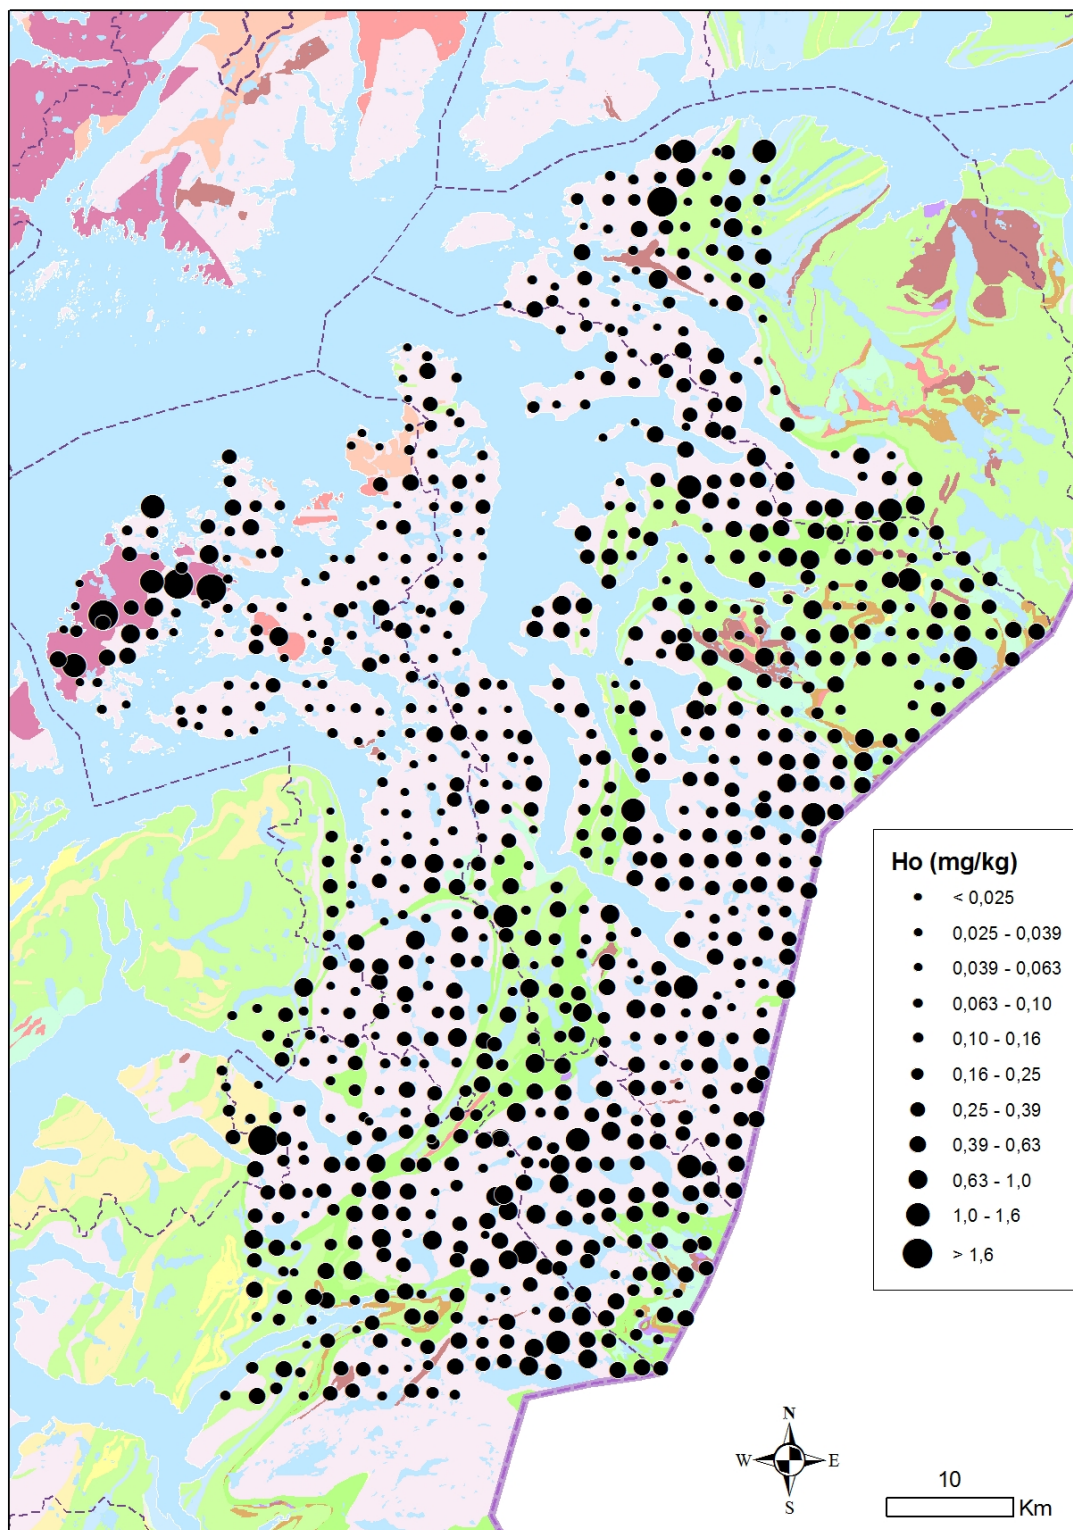 Ho (mg/kg)
< 0,025
0,025 - 0,039
0,039 - 0,063
0,063 - 0,10
0,10 - 0,16
0,16 - 0,25
0,25 - 0,39
0,39 - 0,63
0,63 - 1,0
1,0 - 1,6
> 1,6
N
W E
S
10
Km